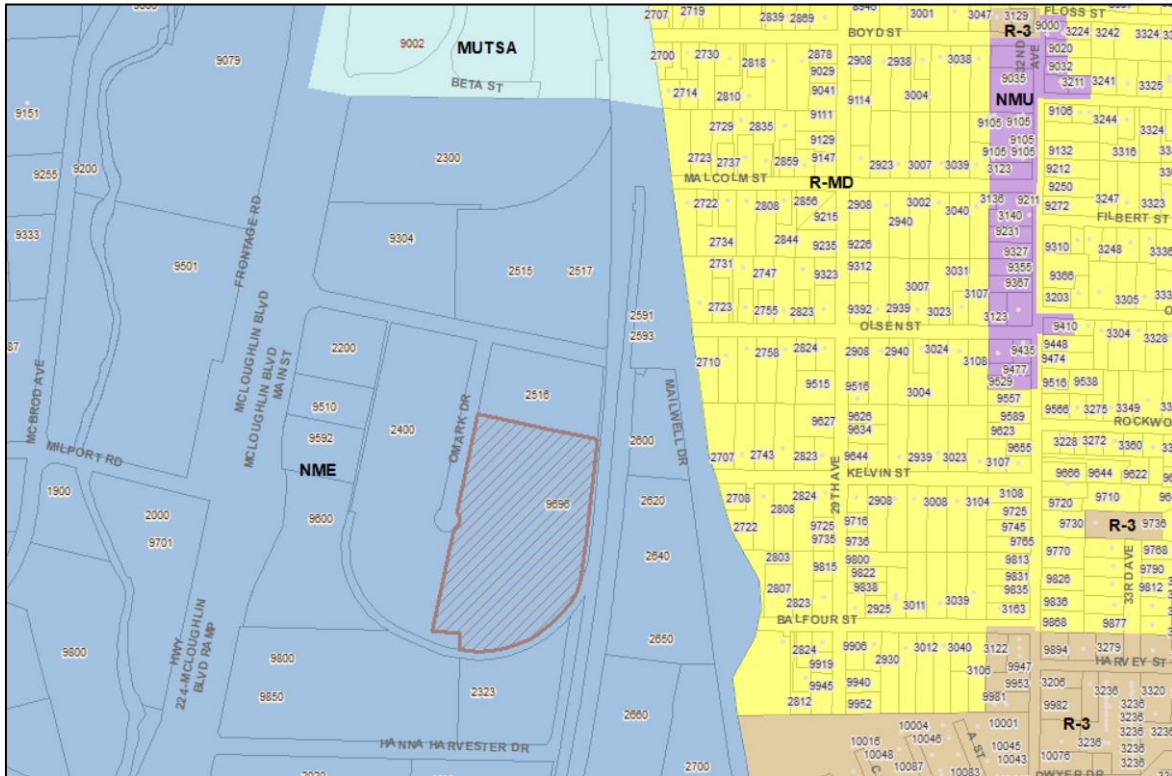 2707 2719 2839 2869 8946 3001 3047 3129 FLOSS ST
9002 MUTSA BOYD ST R-3 9000 3224 3242 3324
9079 2700 2730 2878 2908 2938 3038 32ND AVE 9020
BETA ST 2818 9029 9035 9032
2714 2810 9041 9114 3004 NMU 3211 3241 3325
9151 9111 9105 9105 9106 3244
2729 2835 9129 9105 3324
2300 9105 9105 9132 3316
9255 9200 2723 2737 2859 9147 2923 3007 3039 3123 9212
MALCOLM ST R-MD 9250
FRONTAGE RD 2722 2808 2856 2908 3002 3136 9211 9272 3247 3323
9333 9304 9215 2940 3040 3140 FILBERT ST
9501 2515 2517 2734 2844 9235 9226 9231 9310 3248 3336
2731 2747 9323 9312 3031 9327 9355 9366
3007 3107 9367 3203 3305
2591 2723 2755 2823 9392 2939 3023 3123
2593 OLSEN ST 9410 3304 3328
MCLOUGHLIN BLVD
MCLOUGHLIN BLVD
MAIN ST
2200 2710 2758 2824 2908 2940 3024 3108 9435 9448
9474
MCBROD AVE 9510 2516 MAILWELL DR 9515 9516 3004 9477 9529 9516 9538
2400 OMARK DR 9557
9592 9627 9626 9589 9566 3275 3349
2600 9634 9623 ROCKWO
MILPORT RD NME 2707 2743 2823 9644 2939 3023 3107 9655 3228 3272 3360
KELVIN ST 9666 9644 9622
1900 2000 9600 9696 2620 2708 2808 2824 29TH AVE 2908 3008 3104 3108 9720 9710
9701 2722 9725 9716 9725 9730 R-3 9736
9735 9736 9745
2640 2803 9800 9765 9770 33RD AVE 9768
9815 9822 9813 9790
2807 9838 9831 9826 9812
2823 2925 3011 3039 9835 9836
HWY 224-MCLOUGHLIN BLVD RAMP BALFOUR ST 3163 9868 9877
9800 9800 2650 2824 9906 3012 3040 3122 9894 3279
9850 2323 9919 2930 3106 9947 HARVEY ST
9945 9940 9953 3206 3236 3320
2812 9952 9981 9982 3236
2660 10004 10001 R-3 3236
HANNA HARVESTER DR 10016 10046 A ST 10045 3236 3236
10048 10043 10076 3236
2700 10087 10083 DWYER DR